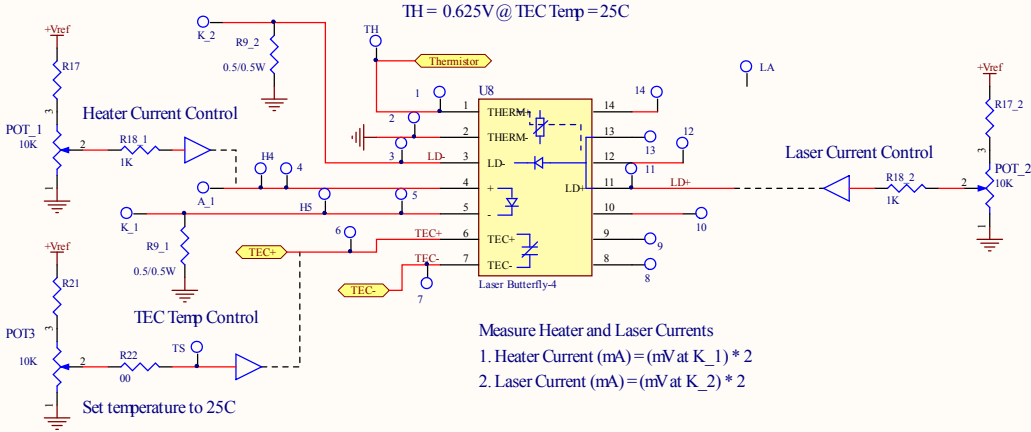 TH = 0.625V @ TEC Temp = 25C
K_2
R9_2
0.5/0.5W
TH
Thermistor
LA
+Vref
R17
3
POT_1
10K
2
1
Heater Current Control
R18_1
1K
H4
4
A_1
H5
5
K_1
R9_1
0.5/0.5W
1
2
3
LD-
U8
1
THERM+
2
THERM-
3
LD-
4
+
5
-
6
TEC+
7
TEC-
14
13
12
LD+
11
10
9
8
Laser Butterfly-4
14
12
13
11
LD+
10
9
8
Laser Current Control
+Vref
R17_2
3
POT_2
10K
2
1
R18_2
1K
TEC+
6
TEC+
TEC-
TEC-
7
+Vref
R21
3
POT3
10K
2
1
TEC Temp Control
R22
00
TS
Set temperature to 25C
Measure Heater and Laser Currents
1. Heater Current (mA) = (mV at K_1) * 2
2. Laser Current (mA) = (mV at K_2) * 2